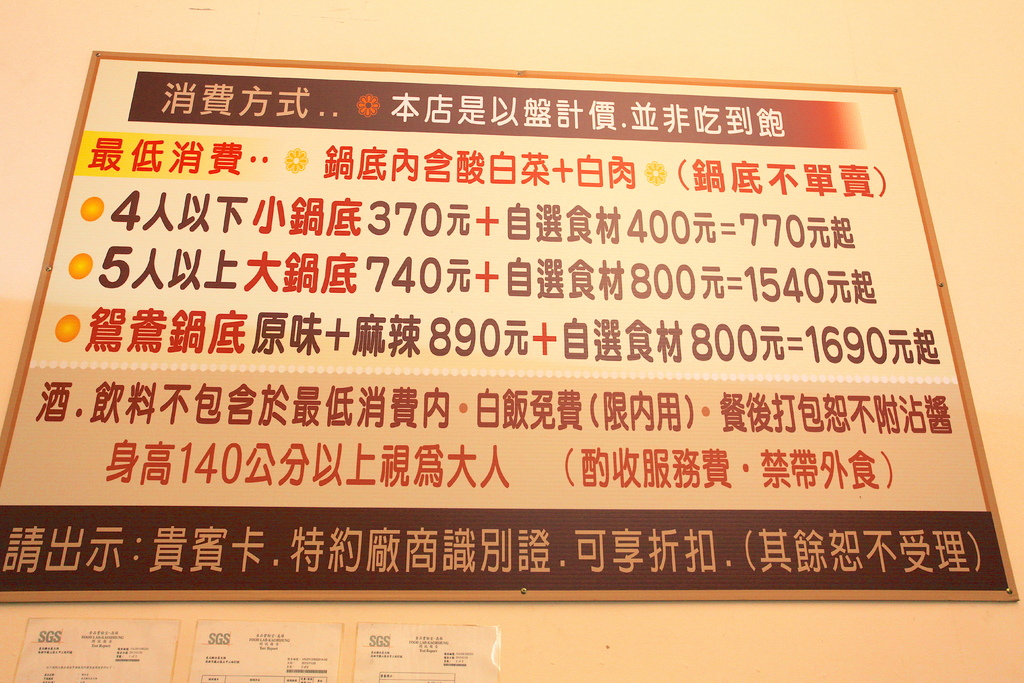 消費方式.. 本店是以盤計價.並非吃到飽
最低消費.. 鍋底內含酸白菜+白肉 (鍋底不單賣)
4人以下小鍋底370元+自選食材400元=770元起
5人以上大鍋底740元+自選食材800元=1540元起
鴛鴦鍋底原味+麻辣890元+自選食材800元=1690元起
酒.飲料不包含於最低消費內·白飯免費(限內用)·餐後打包恕不附沾醬
身高140公分以上視為大人 (酌收服務費·禁帶外食)
請出示:貴賓卡.特約廠商識別證.可享折扣.(其餘恕不受理)
SGS SGS SGS
Test Report Test Report Test Report